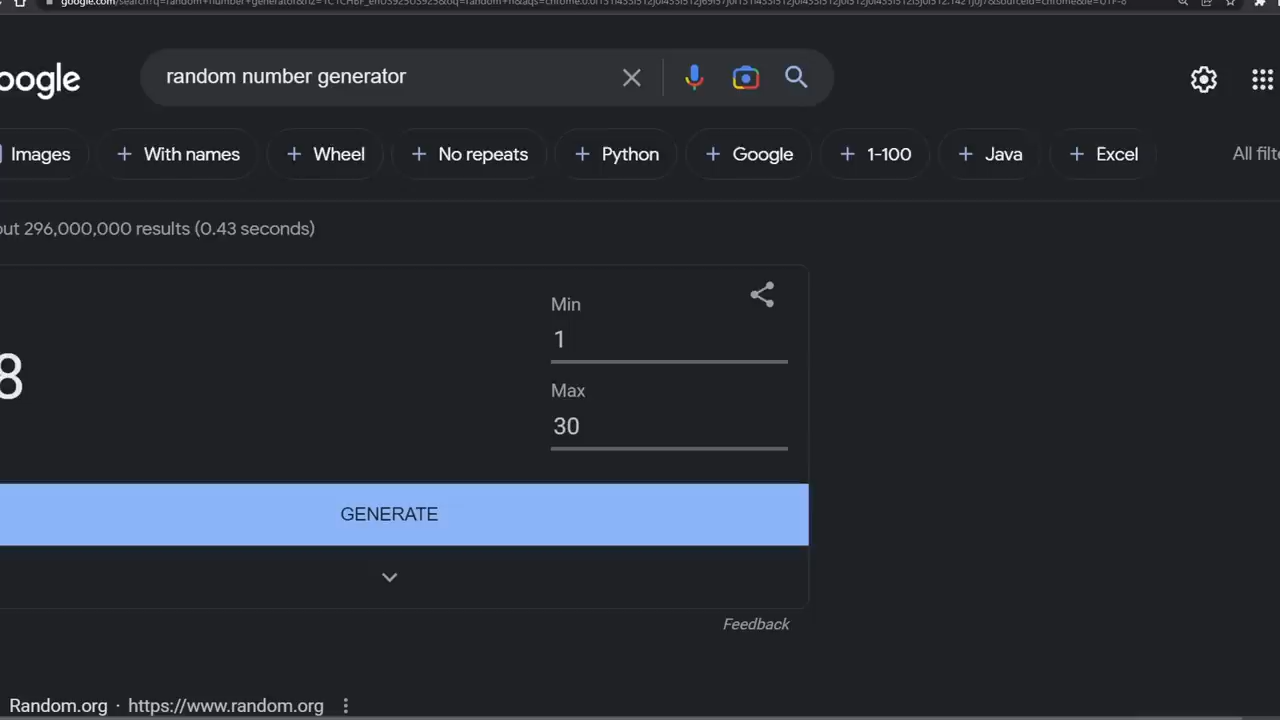 oogle
random number generator
Images
With names
Wheel
No repeats
Python
Google
1-100
Java
Excel
All filte
out 296,000,000 results (0.43 seconds)
Min
1
8
Max
30
GENERATE
Feedback
Random.org · https://www.random.org